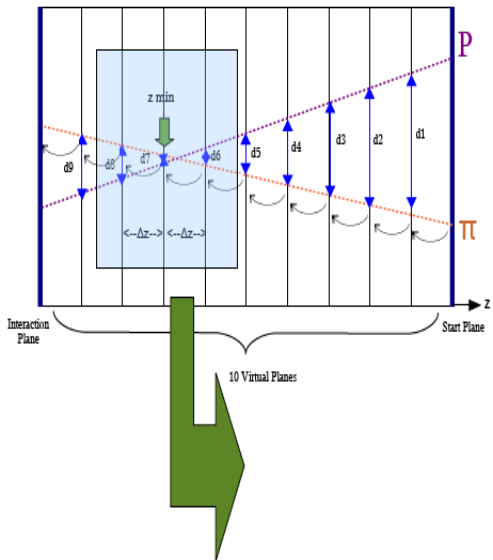 P
z min
d1
d2
d3
d4
d5
d6
d7
d8
d9
π
<--Δz--> <--Δz-->
z
Interaction
Plane
Start Plane
10 Virtual Planes